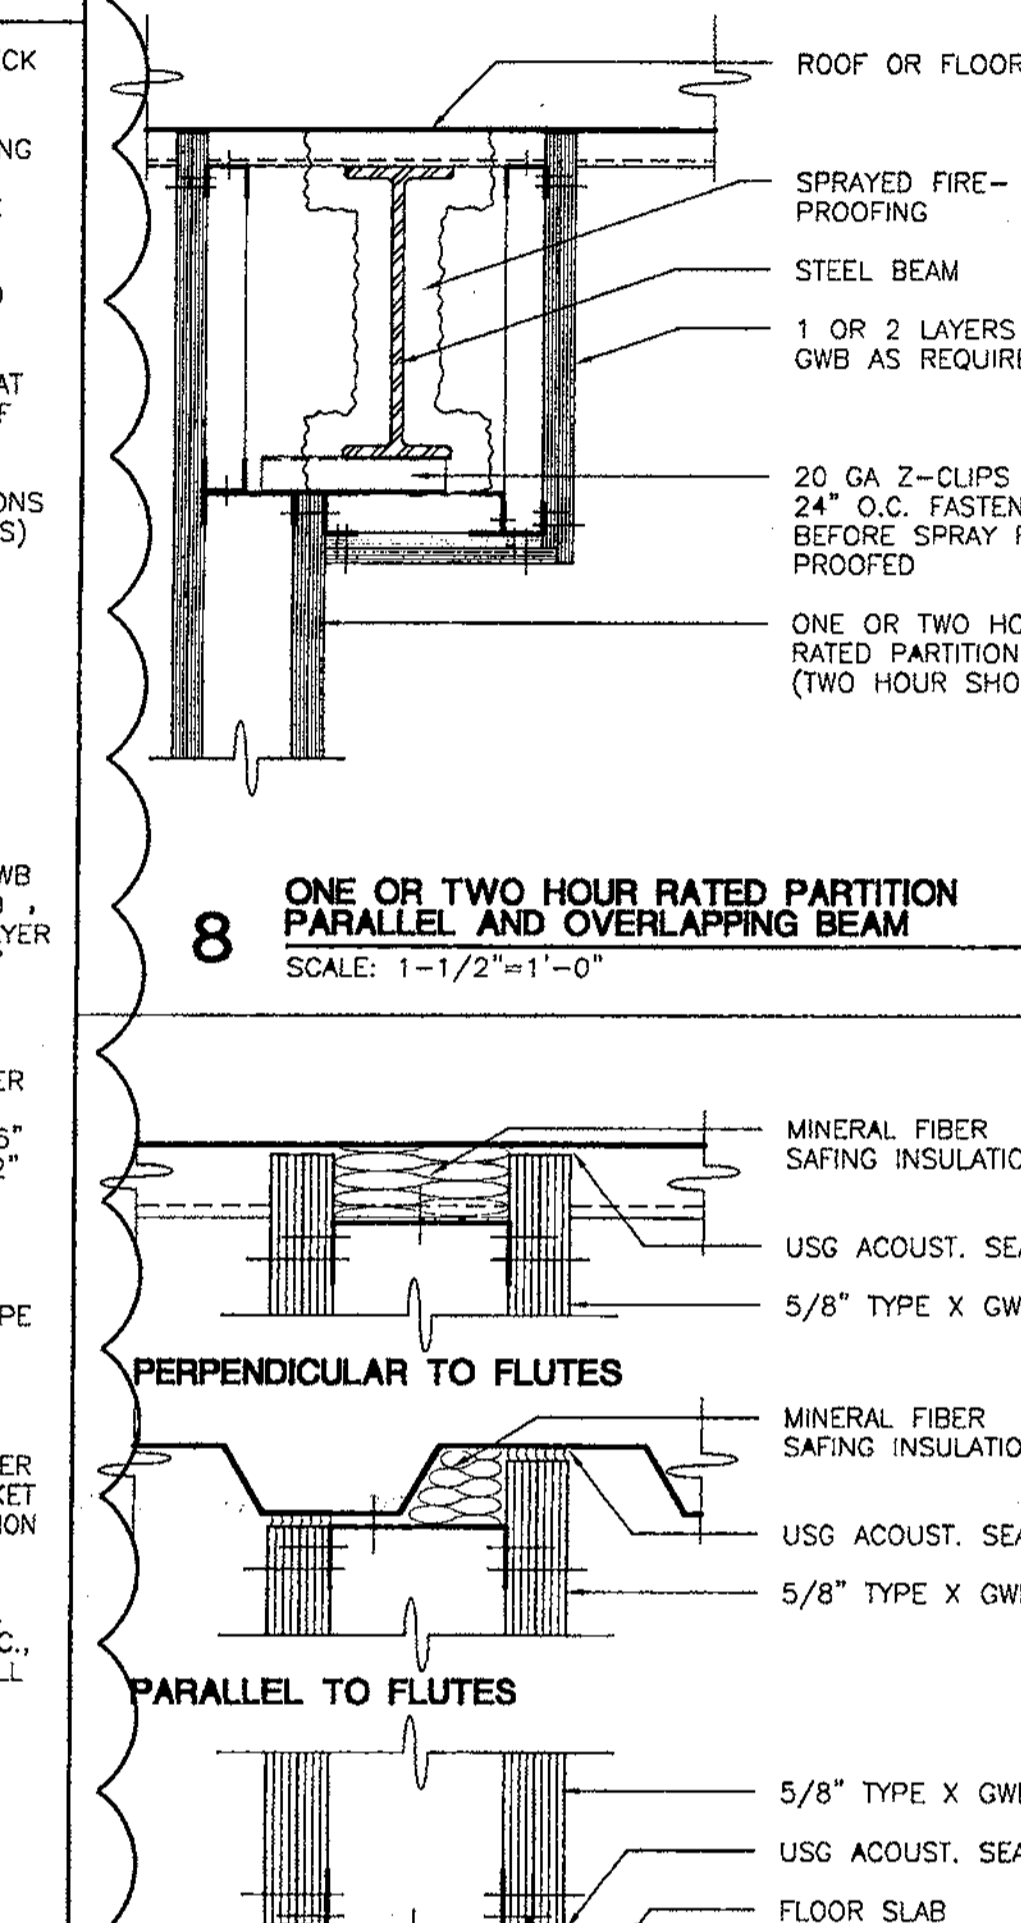 ROOF OR FLOOR
SPRAYED FIRE-
PROOFING
STEEL BEAM
1 OR 2 LAYERS
GWB AS REQUIRE
20 GA Z-CLIPS
24" O.C. FASTEN
BEFORE SPRAY
PROOFED
ONE OR TWO HO
RATED PARTITION
(TWO HOUR SHO
8
ONE OR TWO HOUR RATED PARTITION
PARALLEL AND OVERLAPPING BEAM
SCALE: 1-1/2"=1'-0"
MINERAL FIBER
SAFING INSULATIO
USG ACOUST. SEA
5/8" TYPE X GW
PERPENDICULAR TO FLUTES
MINERAL FIBER
SAFING INSULATIO
USG ACOUST. SEA
5/8" TYPE X GW
PARALLEL TO FLUTES
5/8" TYPE X GW
USG ACOUST. SEA
FLOOR SLAB
CK
NG
AT
ONS
S)
WB
YER
ER
6"
2"
PE
ER
KET
ION
C.,
LL